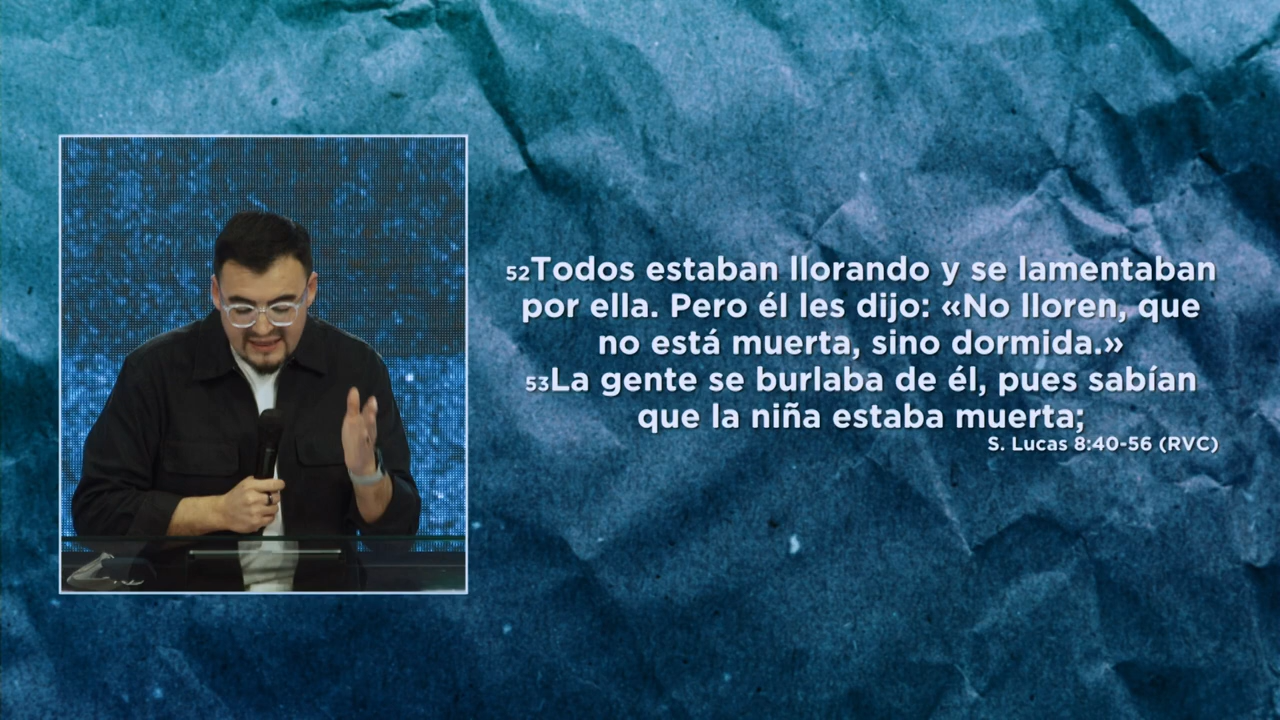 52Todos estaban llorando y se lamentaban
por ella. Pero él les dijo: «No lloren, que
no está muerta, sino dormida.»
53La gente se burlaba de él, pues sabían
que la niña estaba muerta;
S. Lucas 8:40-56 (RVC)